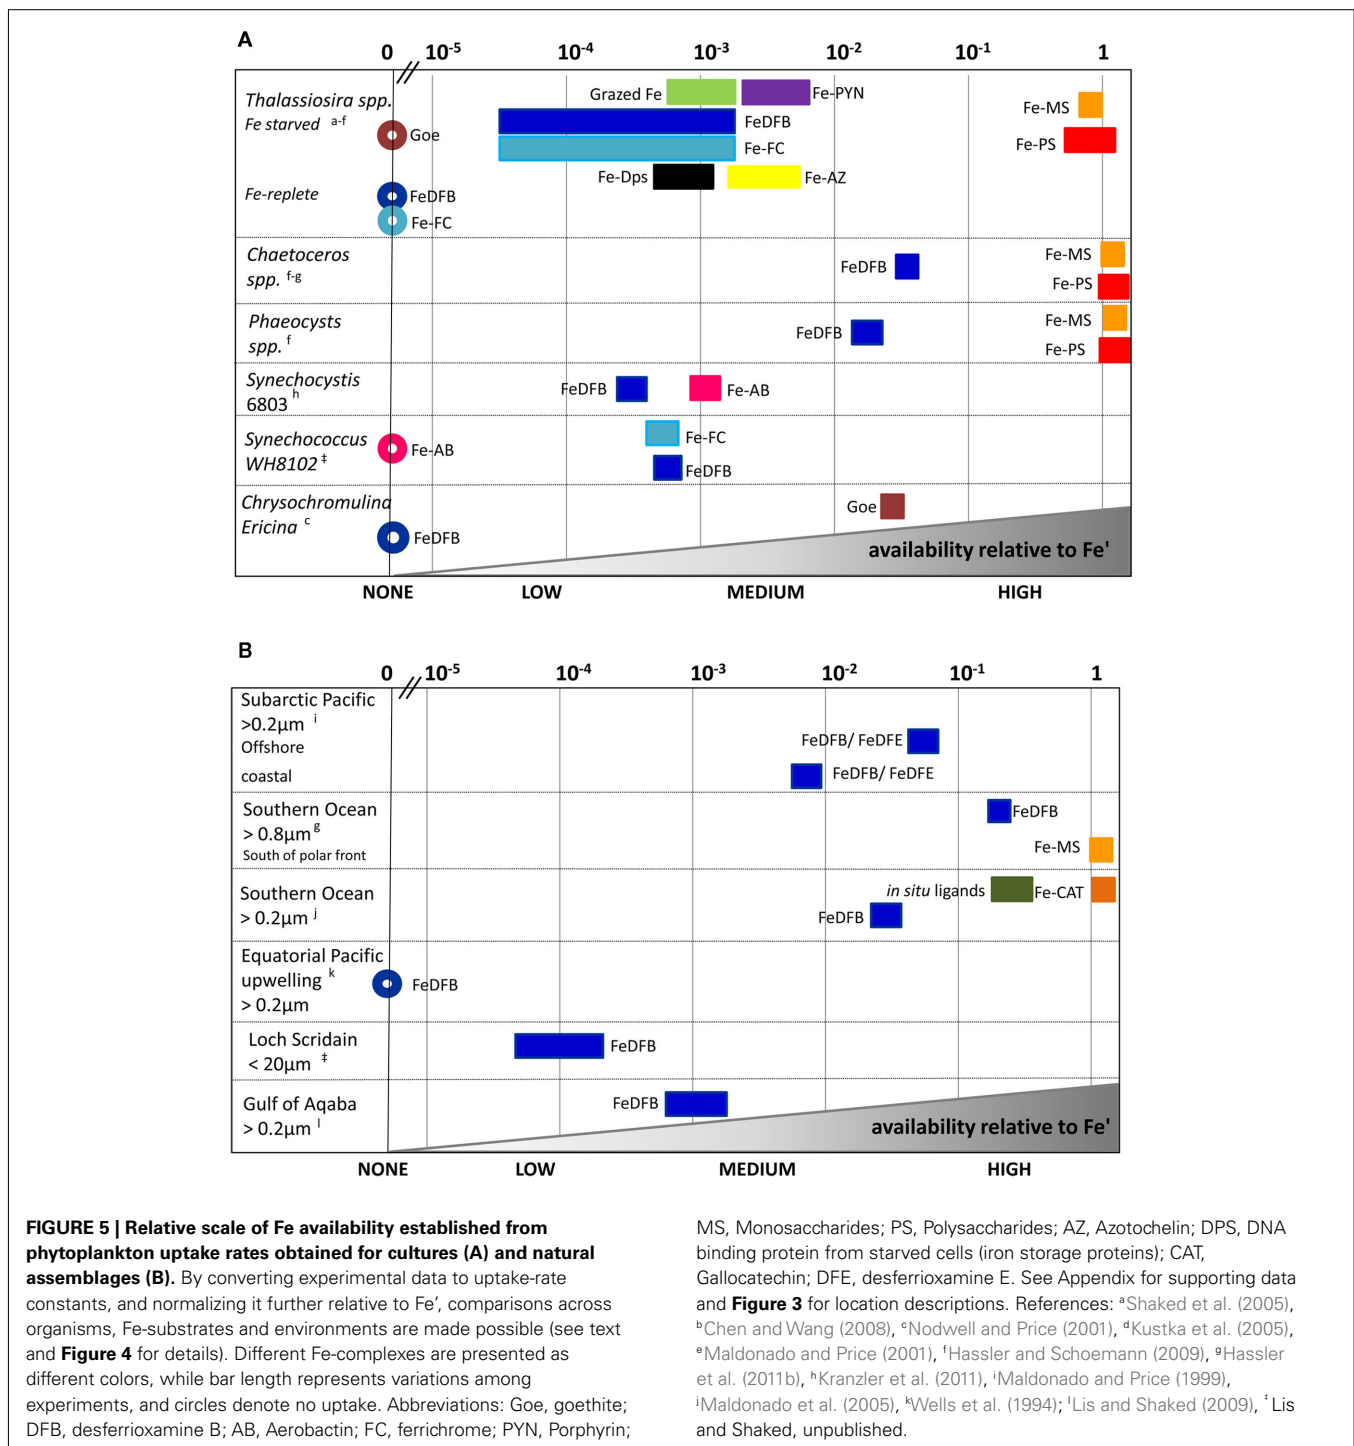 A
0 10-5 10-4 10-3 10-2 10-1 1
Thalassiosira spp.
Fe starved a-f
Goe
Grazed Fe
Fe-PYN
FeDFB
Fe-FC
Fe-MS
Fe-PS
Fe-Dps
Fe-AZ
Fe-replete
FeDFB
Fe-FC
Chaetoceros
spp. f-g
FeDFB
Fe-MS
Fe-PS
Phaeocysts
spp. f
FeDFB
Fe-MS
Fe-PS
Synechocystis
6803 h
FeDFB
Fe-AB
Synechococcus
WH8102 ‡
Fe-AB
Fe-FC
FeDFB
Chrysochromulina
Ericina c
FeDFB
Goe
availability relative to Fe'
NONE LOW MEDIUM HIGH
B
0 10-5 10-4 10-3 10-2 10-1 1
Subarctic Pacific
>0.2µm i
Offshore
FeDFB/ FeDFE
coastal
FeDFB/ FeDFE
Southern Ocean
> 0.8µm g
South of polar front
FeDFB
Fe-MS
Southern Ocean
> 0.2µm j
in situ ligands
Fe-CAT
FeDFB
Equatorial Pacific
upwelling k
> 0.2µm
FeDFB
Loch Scridain
< 20µm ‡
FeDFB
Gulf of Aqaba
> 0.2µm l
FeDFB
availability relative to Fe'
NONE LOW MEDIUM HIGH
FIGURE 5 | Relative scale of Fe availability established from
phytoplankton uptake rates obtained for cultures (A) and natural
assemblages (B). By converting experimental data to uptake-rate
constants, and normalizing it further relative to Fe′, comparisons across
organisms, Fe-substrates and environments are made possible (see text
and Figure 4 for details). Different Fe-complexes are presented as
different colors, while bar length represents variations among
experiments, and circles denote no uptake. Abbreviations: Goe, goethite;
DFB, desferrioxamine B; AB, Aerobactin; FC, ferrichrome; PYN, Porphyrin;
MS, Monosaccharides; PS, Polysaccharides; AZ, Azotochelin; DPS, DNA
binding protein from starved cells (iron storage proteins); CAT,
Gallocatechin; DFE, desferrioxamine E. See Appendix for supporting data
and Figure 3 for location descriptions. References: aShaked et al. (2005),
bChen and Wang (2008), cNodwell and Price (2001), dKustka et al. (2005),
eMaldonado and Price (2001), fHassler and Schoemann (2009), gHassler
et al. (2011b), hKranzler et al. (2011), iMaldonado and Price (1999),
jMaldonado et al. (2005), kWells et al. (1994); lLis and Shaked (2009), ‡Lis
and Shaked, unpublished.